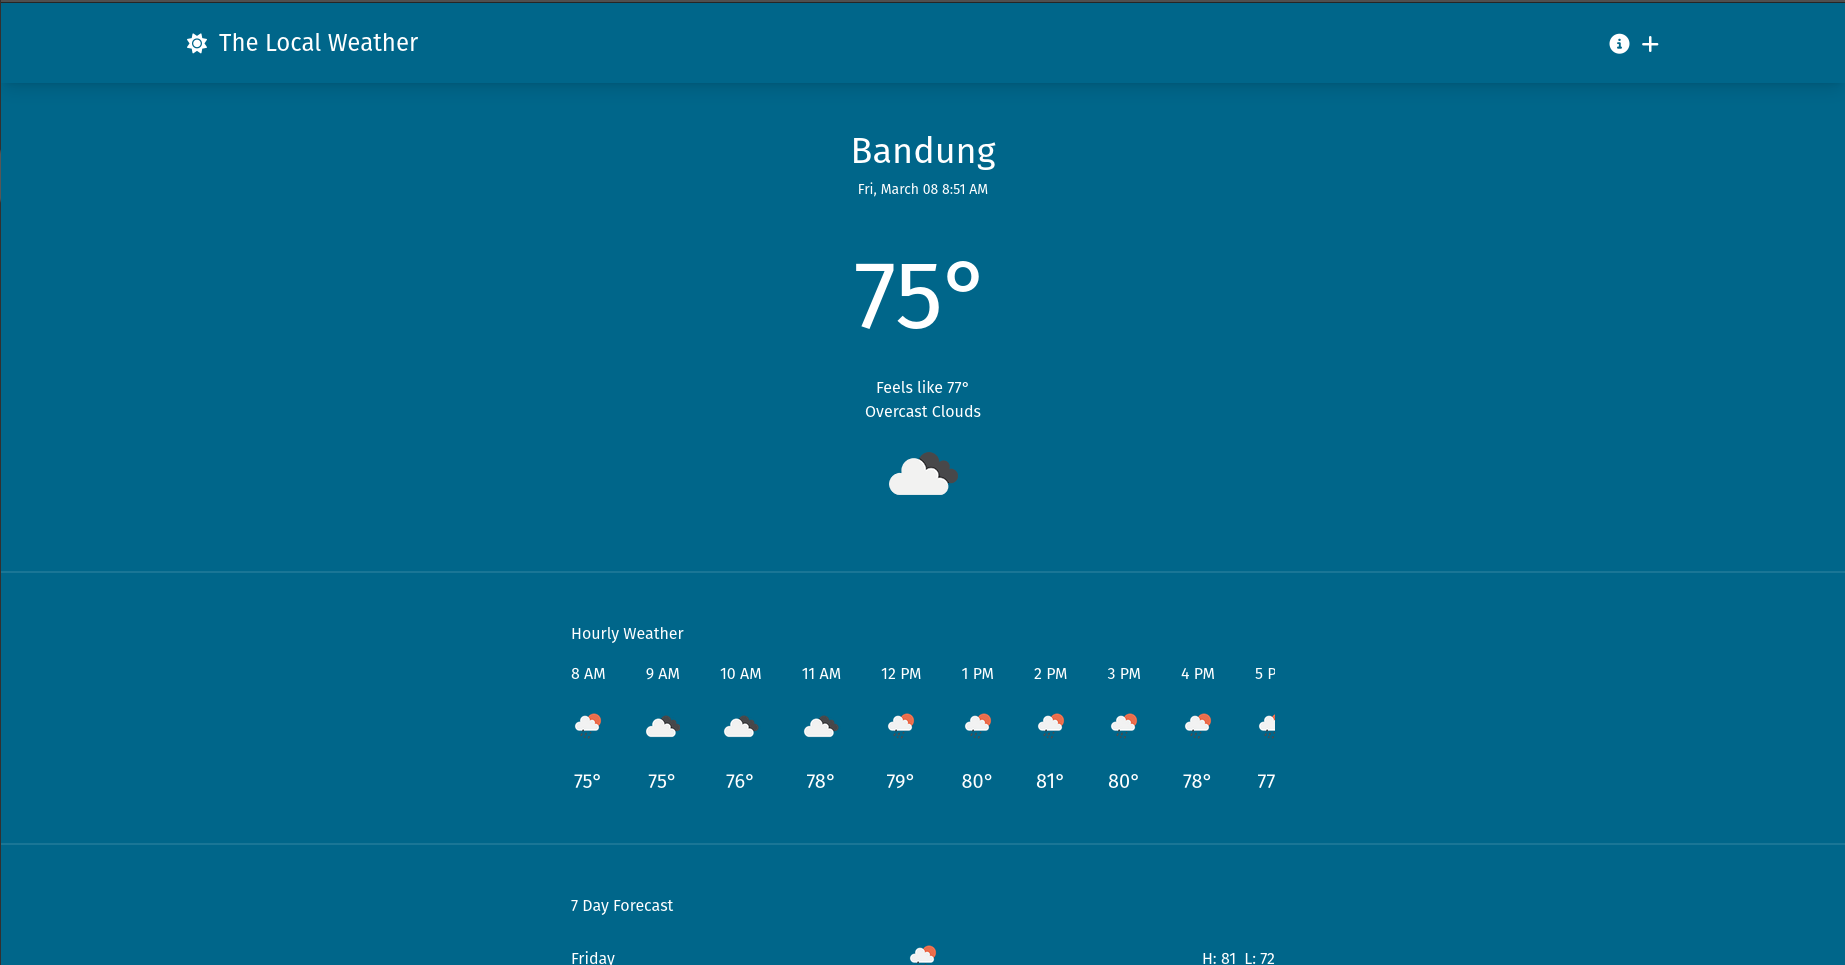 The Local Weather
Bandung
Fri, March 08 8:51 AM
75°
Feels like 77°
Overcast Clouds
Hourly Weather
8 AM 9 AM 10 AM 11 AM 12 PM 1 PM 2 PM 3 PM 4 PM 5 P
75° 75° 76° 78° 79° 80° 81° 80° 78° 77
7 Day Forecast
Friday H: 81 L: 72